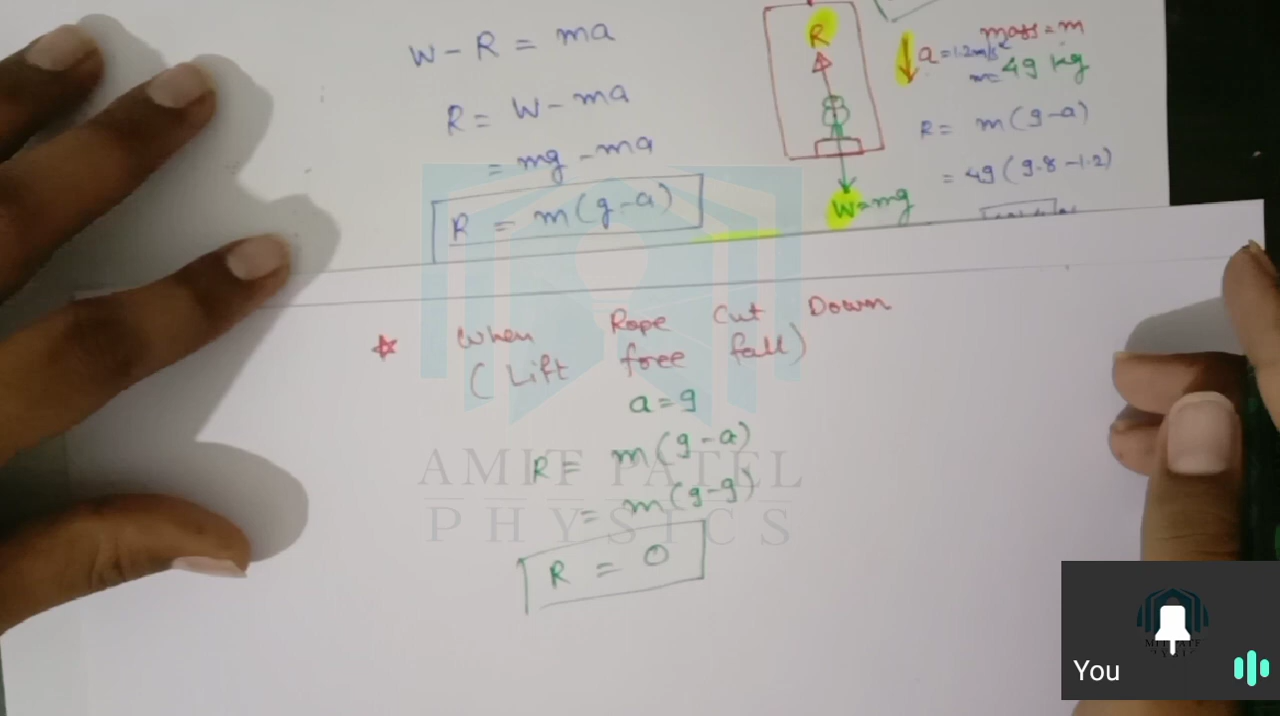 W - R = ma
R = W - ma
= mg - ma
R = m(g-a)
R
W=mg
mass = m
a = 1.2 m/s²
m = 49 kg
R = m(g-a)
= 49(9.8-1.2)
☆ When Rope Cut Down
(Lift free fall)
a = g
R = m(g-a)
= m(g-g)
R = 0
AMIT PATEL
PHYSICS
You